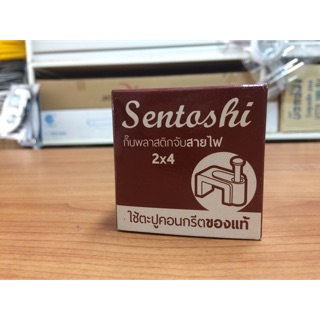 Sentoshi
กิ๊บพลาสติกจับสายไฟ
2x4
ใช้ตะปูคอนกรีตของแท้